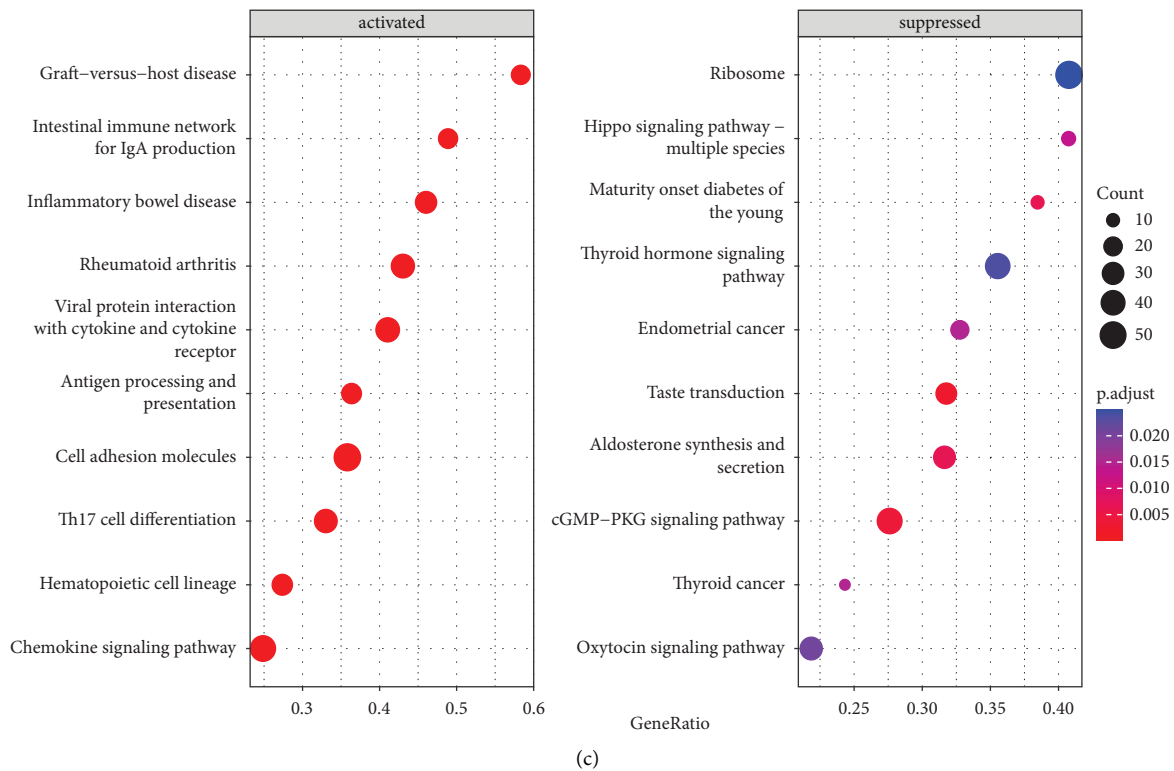 activated
Graft−versus−host disease
Intestinal immune network
for IgA production
Inflammatory bowel disease
Rheumatoid arthritis
Viral protein interaction
with cytokine and cytokine
receptor
Antigen processing and
presentation
Cell adhesion molecules
Th17 cell differentiation
Hematopoietic cell lineage
Chemokine signaling pathway
0.3 0.4 0.5 0.6
suppressed
Ribosome
Hippo signaling pathway −
multiple species
Maturity onset diabetes of
the young
Thyroid hormone signaling
pathway
Endometrial cancer
Taste transduction
Aldosterone synthesis and
secretion
cGMP−PKG signaling pathway
Thyroid cancer
Oxytocin signaling pathway
0.25 0.30 0.35 0.40
GeneRatio
Count
10
20
30
40
50
p.adjust
0.020
0.015
0.010
0.005
(c)